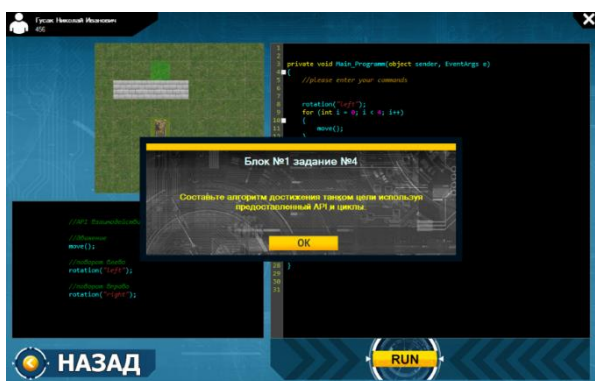 Гусак Николай Иванович
456
X
1
2
3 private void Main_Programm(object sender, EventArgs e)
4 {
5 //please enter your commands
6
7
8 rotation("left");
9 for (int i = 0; i < 4; i++)
10 {
11 move();
12 }
Блок №1 задание №4
Составьте алгоритм достижения танком цели используя
предоставленный API и циклы
OK
//API
//Движение
move();
//поворот влево
rotation("left");
//поворот вправо
rotation("right");
28 }
29
30
31
НАЗАД
RUN